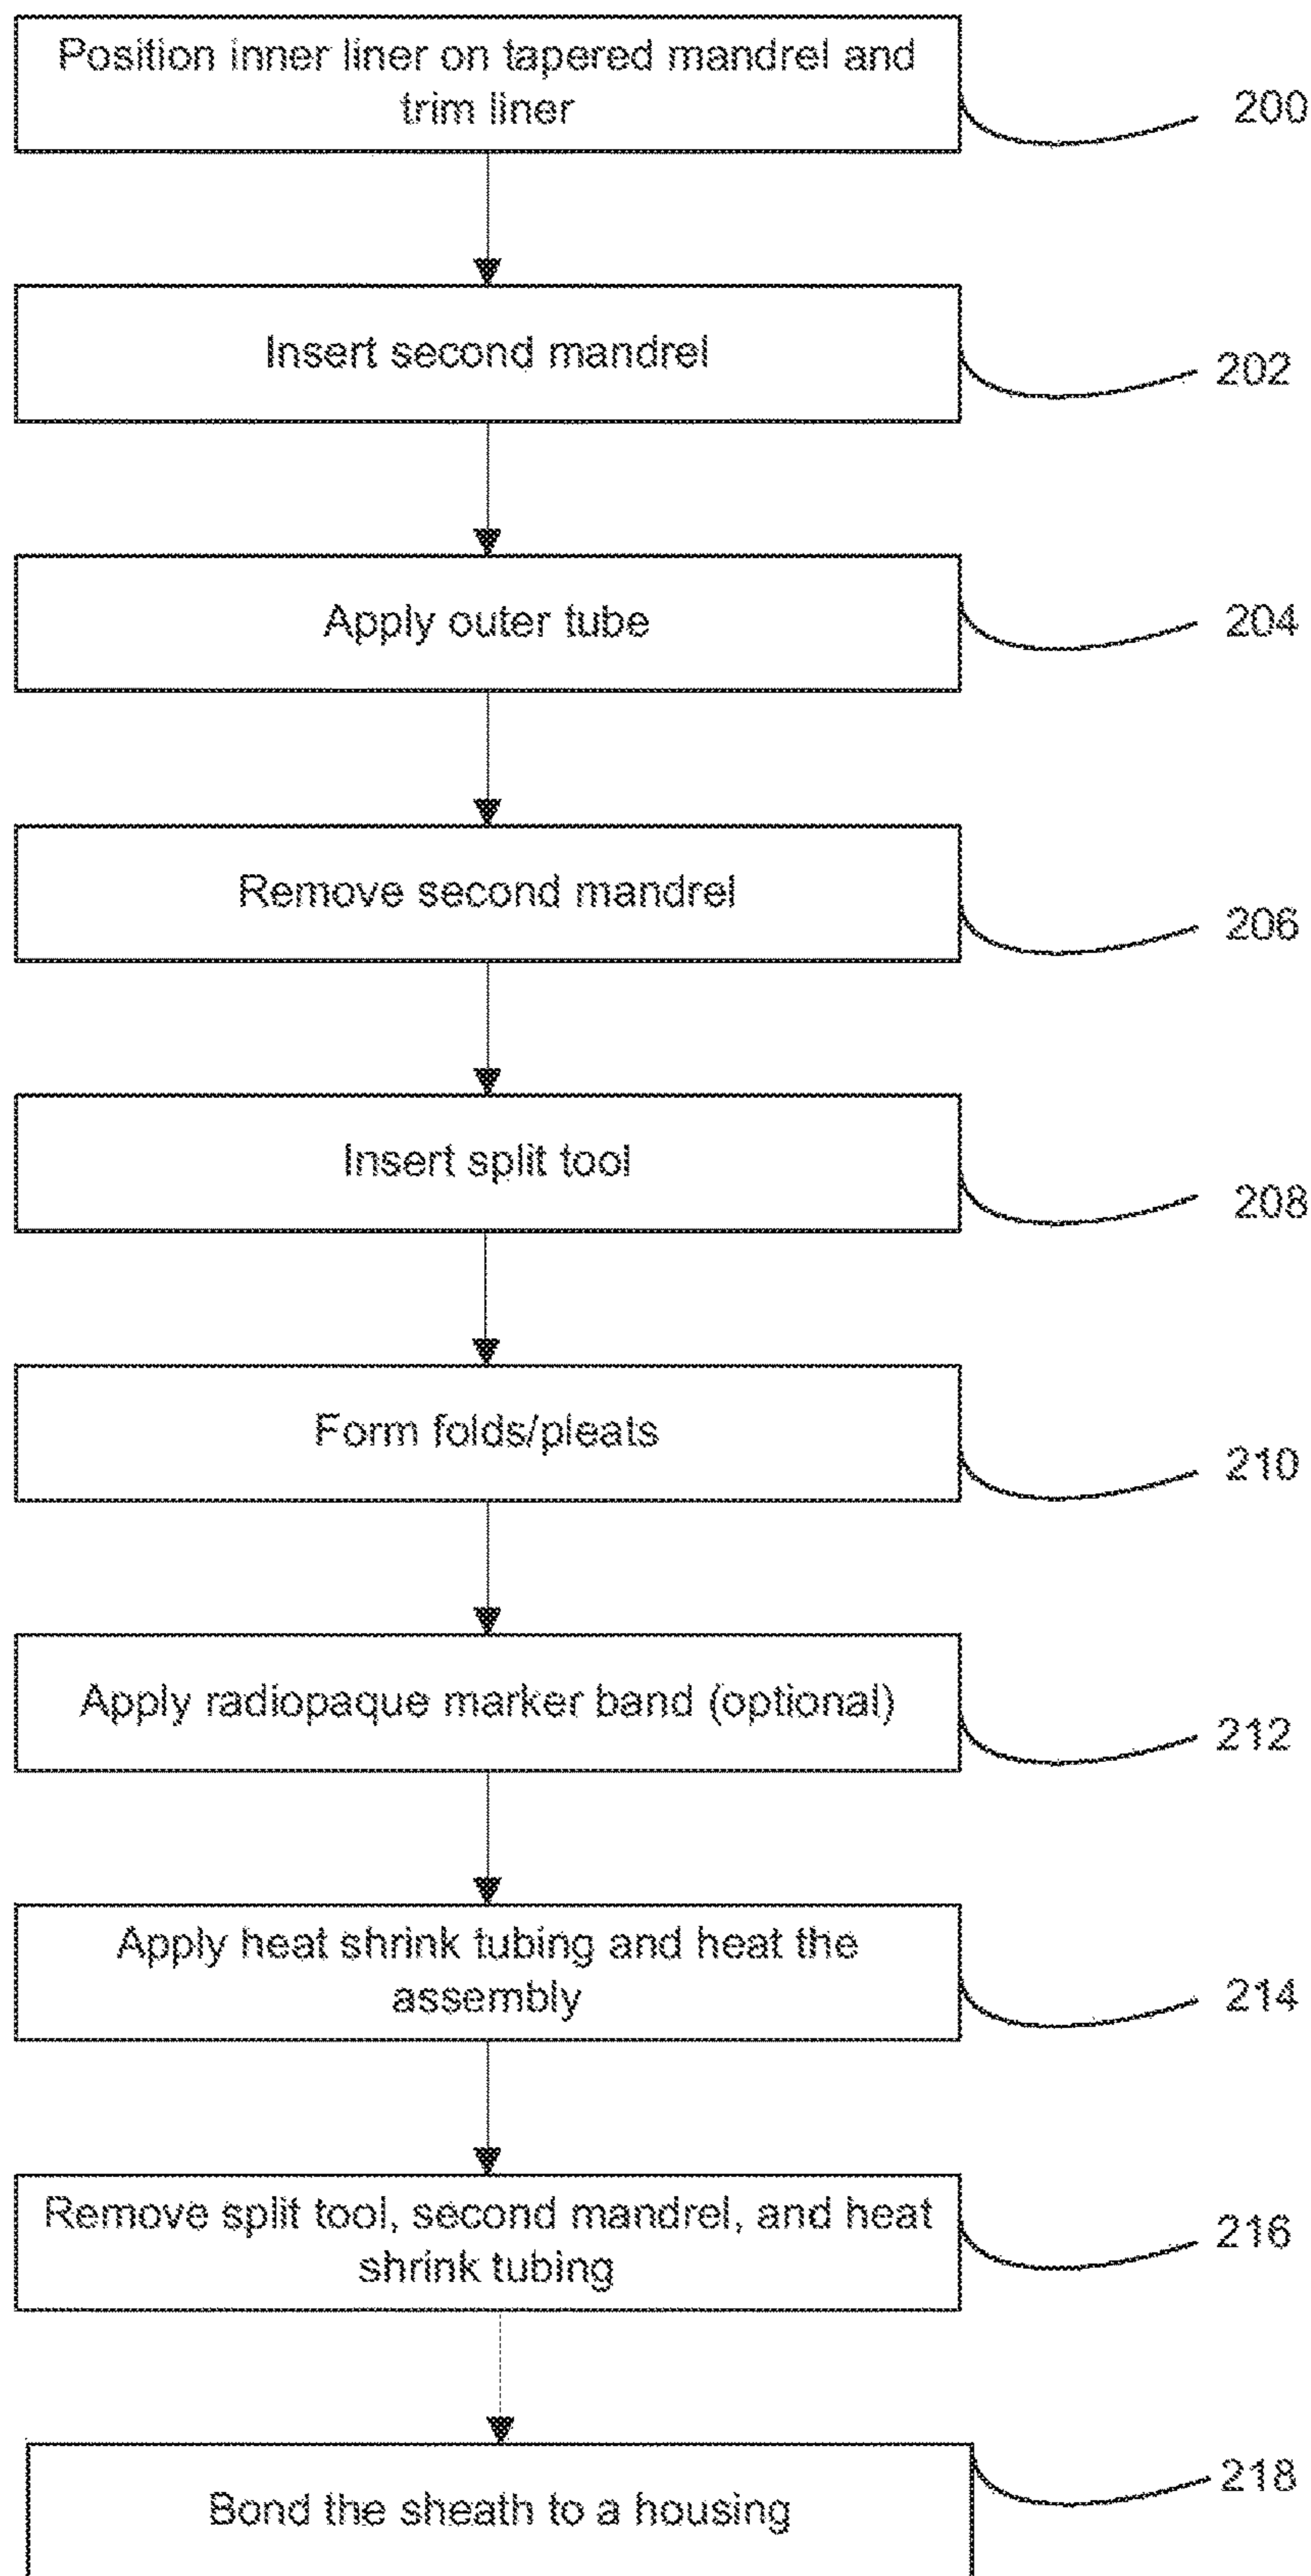 Position inner liner on tapered mandrel and
trim liner
200
Insert second mandrel
202
Apply outer tube
204
Remove second mandrel
206
Insert split tool
208
Form folds/pleats
210
Apply radiopaque marker band (optional)
212
Apply heat shrink tubing and heat the
assembly
214
Remove split tool, second mandrel, and heat
shrink tubing
216
Bond the sheath to a housing
218